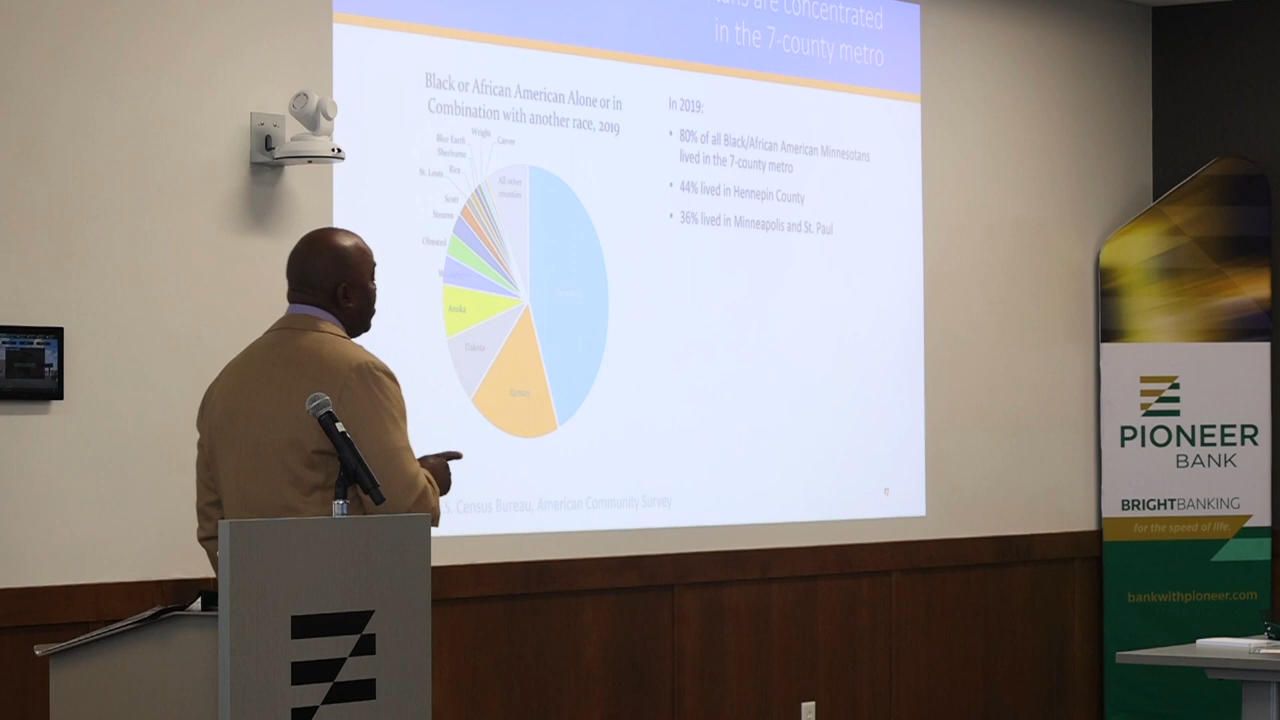 are concentrated
in the 7-county metro
Black or African American Alone or in
Combination with another race, 2019
In 2019:
• 80% of all Black/African American Minnesotans
lived in the 7-county metro
• 44% lived in Hennepin County
• 36% lived in Minneapolis and St. Paul
Wright
Carver
Blue Earth
Sherburne
Rice
St. Louis
Scott
Stearns
Olmsted
Anoka
Dakota
Ramsey
All other
counties
S. Census Bureau, American Community Survey
17
PIONEER
BANK
BRIGHTBANKING
for the speed of life.
bankwithpioneer.com